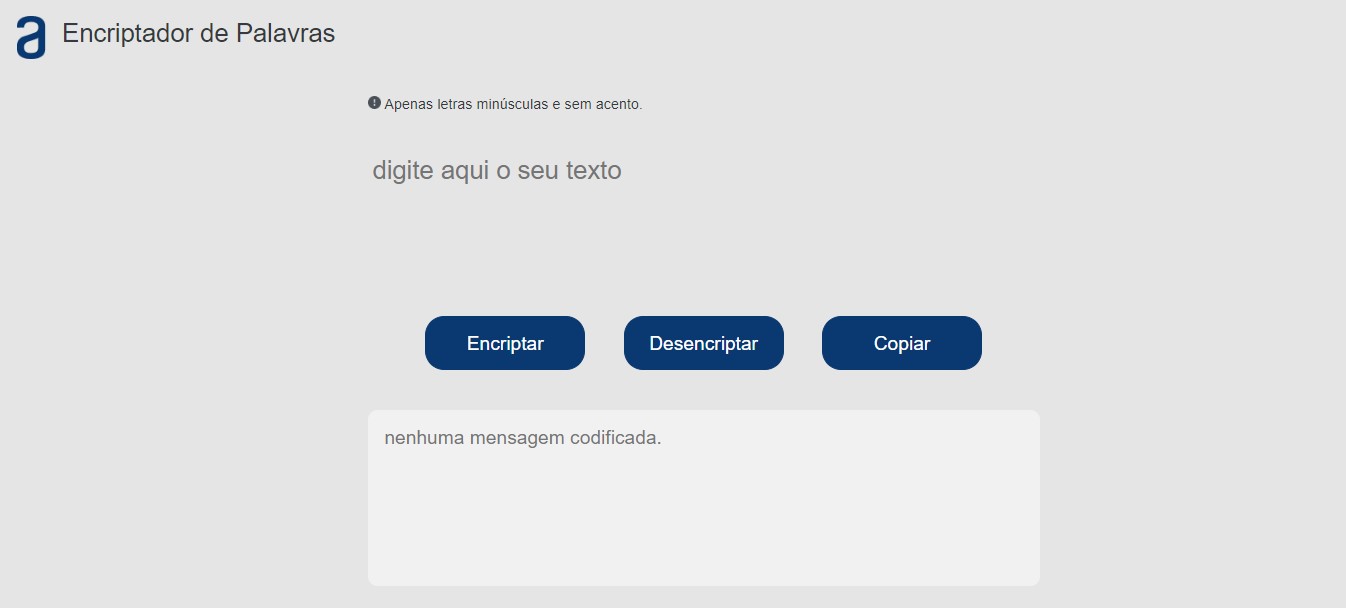 a Encriptador de Palavras
Apenas letras minúsculas e sem acento.
digite aqui o seu texto
Encriptar Desencriptar Copiar
nenhuma mensagem codificada.